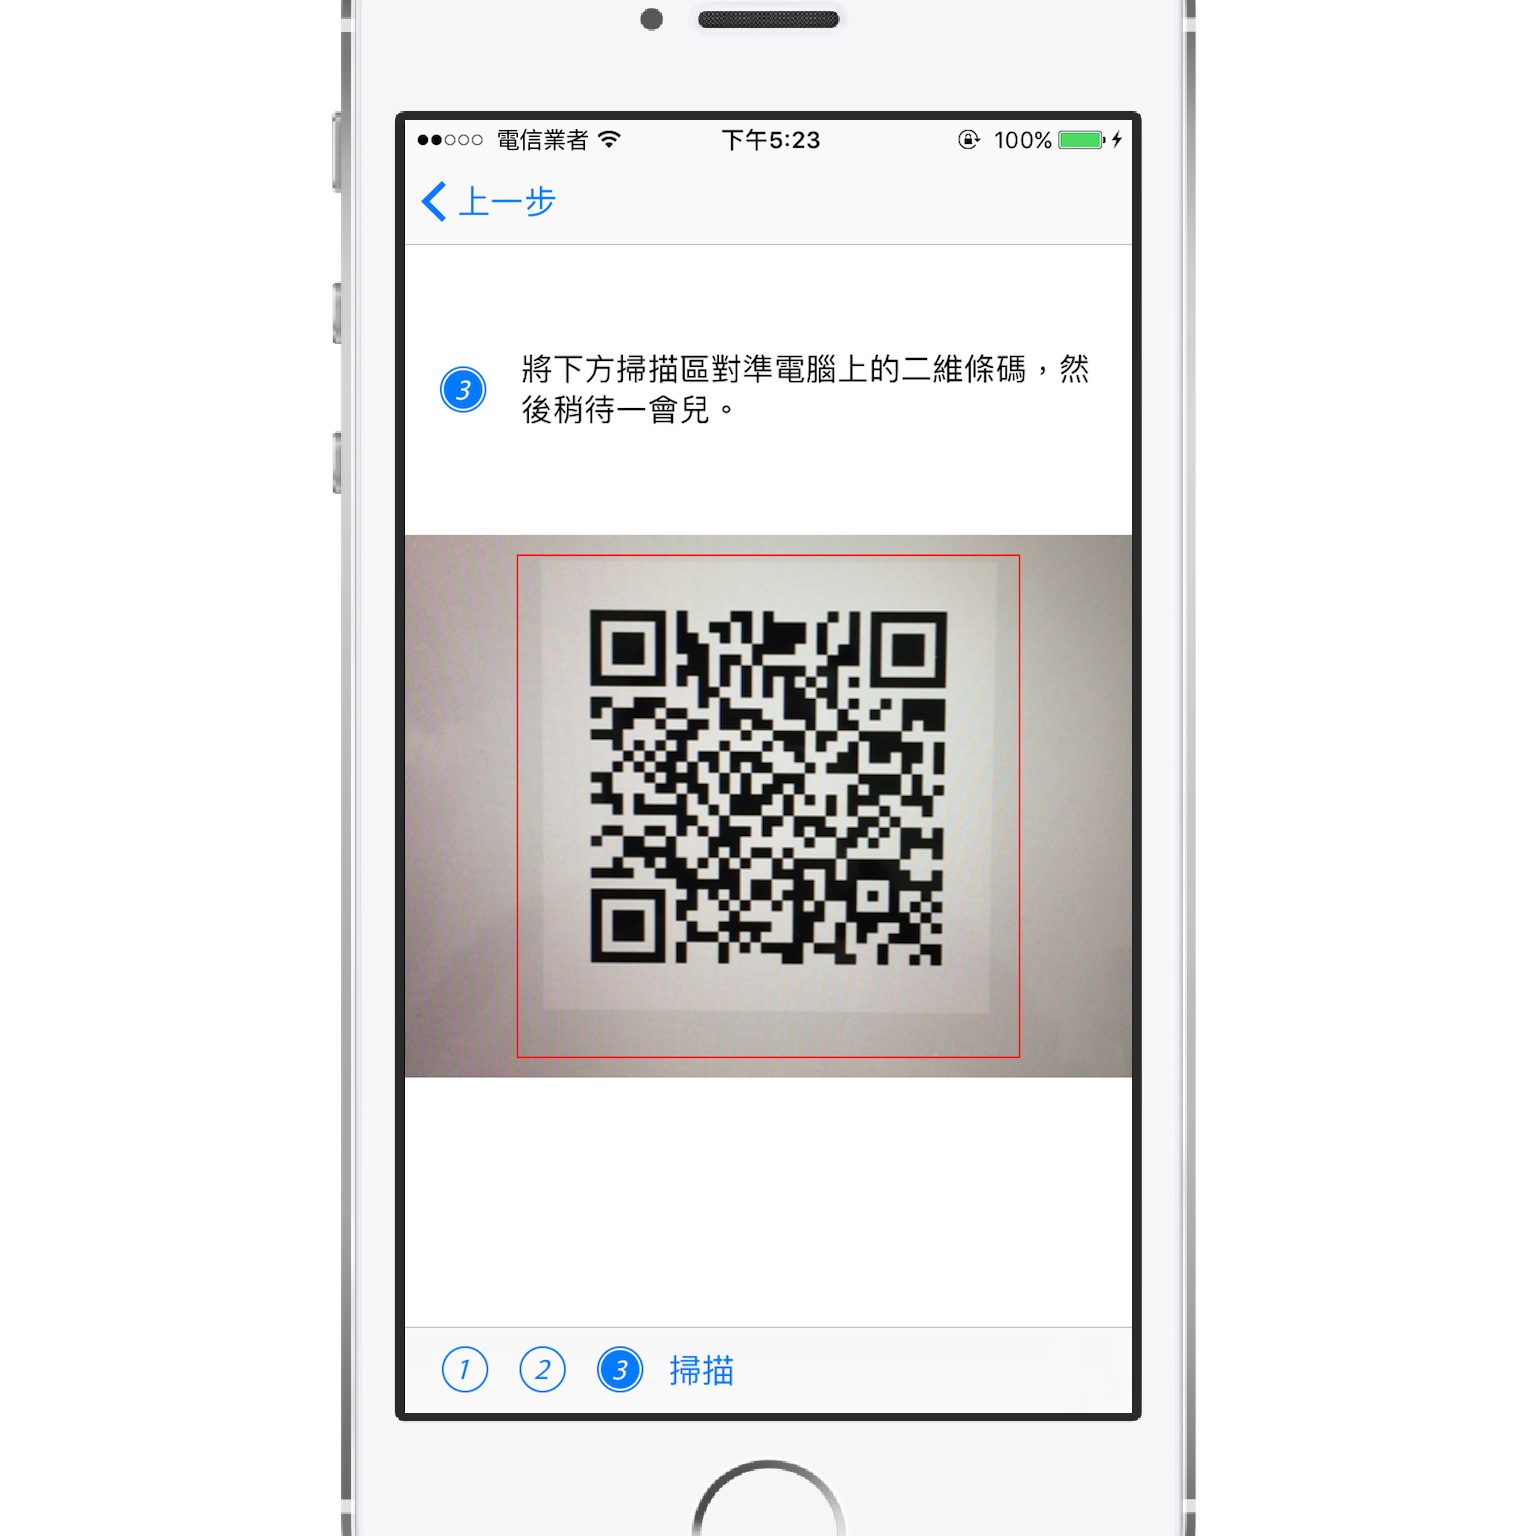 電信業者 下午5:23 100%
上一步
3 將下方掃描區對準電腦上的二維條碼，然
後稍待一會兒。
1 2 3 掃描